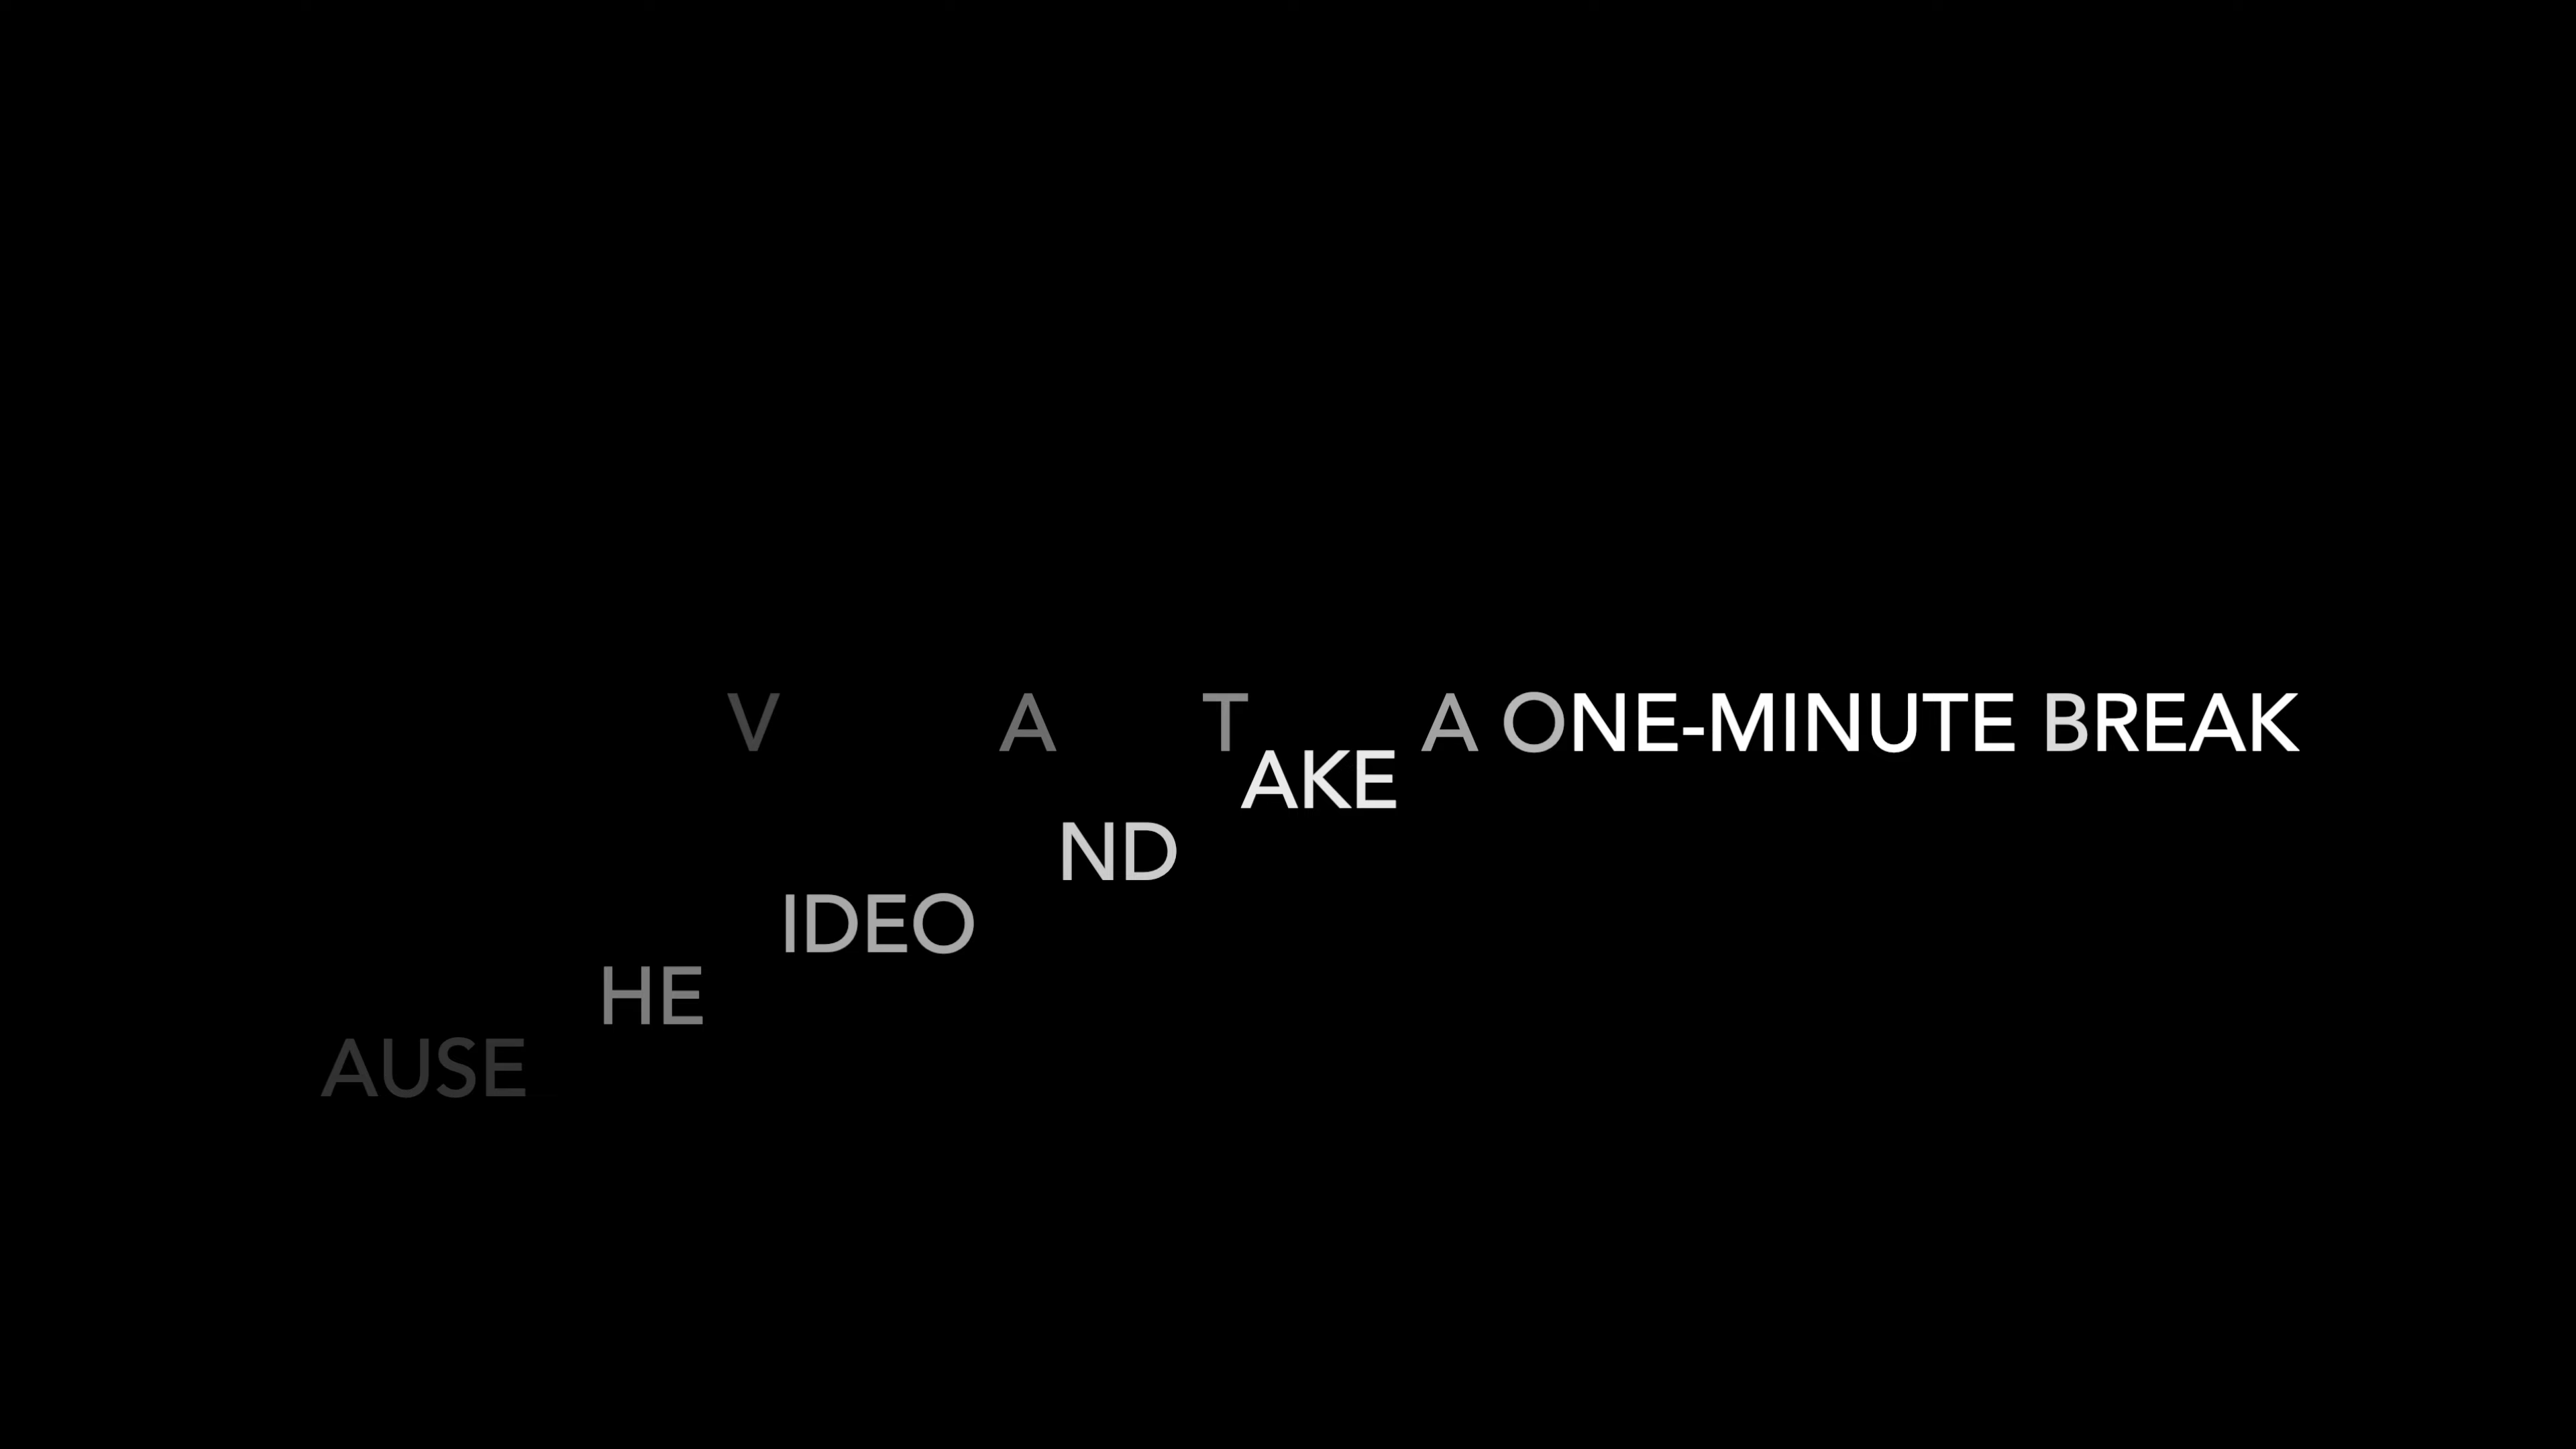 V A T A ONE-MINUTE BREAK
AKE
ND
IDEO
HE
AUSE